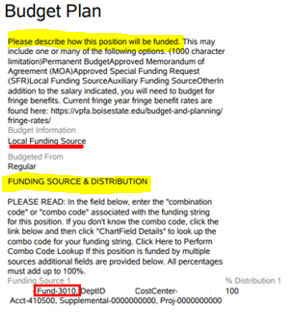 Budget Plan
Please describe how this position will be funded. This may
include one or many of the following options. (1000 character
limitation)Permanent BudgetApproved Memorandum of
Agreement (MOA)Approved Special Funding Request
(SFR)Local Funding SourceAuxiliary Funding SourceOtherIn
addition to the salary indicated, you will need to budget for
fringe benefits. Current fiscal year fringe benefit rates are
found here: https://vpfa.boisestate.edu/budget-and-planning/
fringe-rates/
Budget Information
Local Funding Source
Budgeted From
Regular
FUNDING SOURCE & DISTRIBUTION
PLEASE READ: In the field below, enter the "combination
code" or "combo code" associated with the funding string
for this position. If you don't know the combo code, click the
link below and then click "ChartField Details" to look up the
combo code for your funding string. Click Here to Perform
Combo Code Lookup If this position is funded by multiple
sources additional fields are provided below. All percentages
must add up to 100%.
Funding Source 1 % Distribution 1
- Fund-3010, DeptID CostCenter- 100
Acct-410500, Supplemental-0000000000, Proj-0000000000